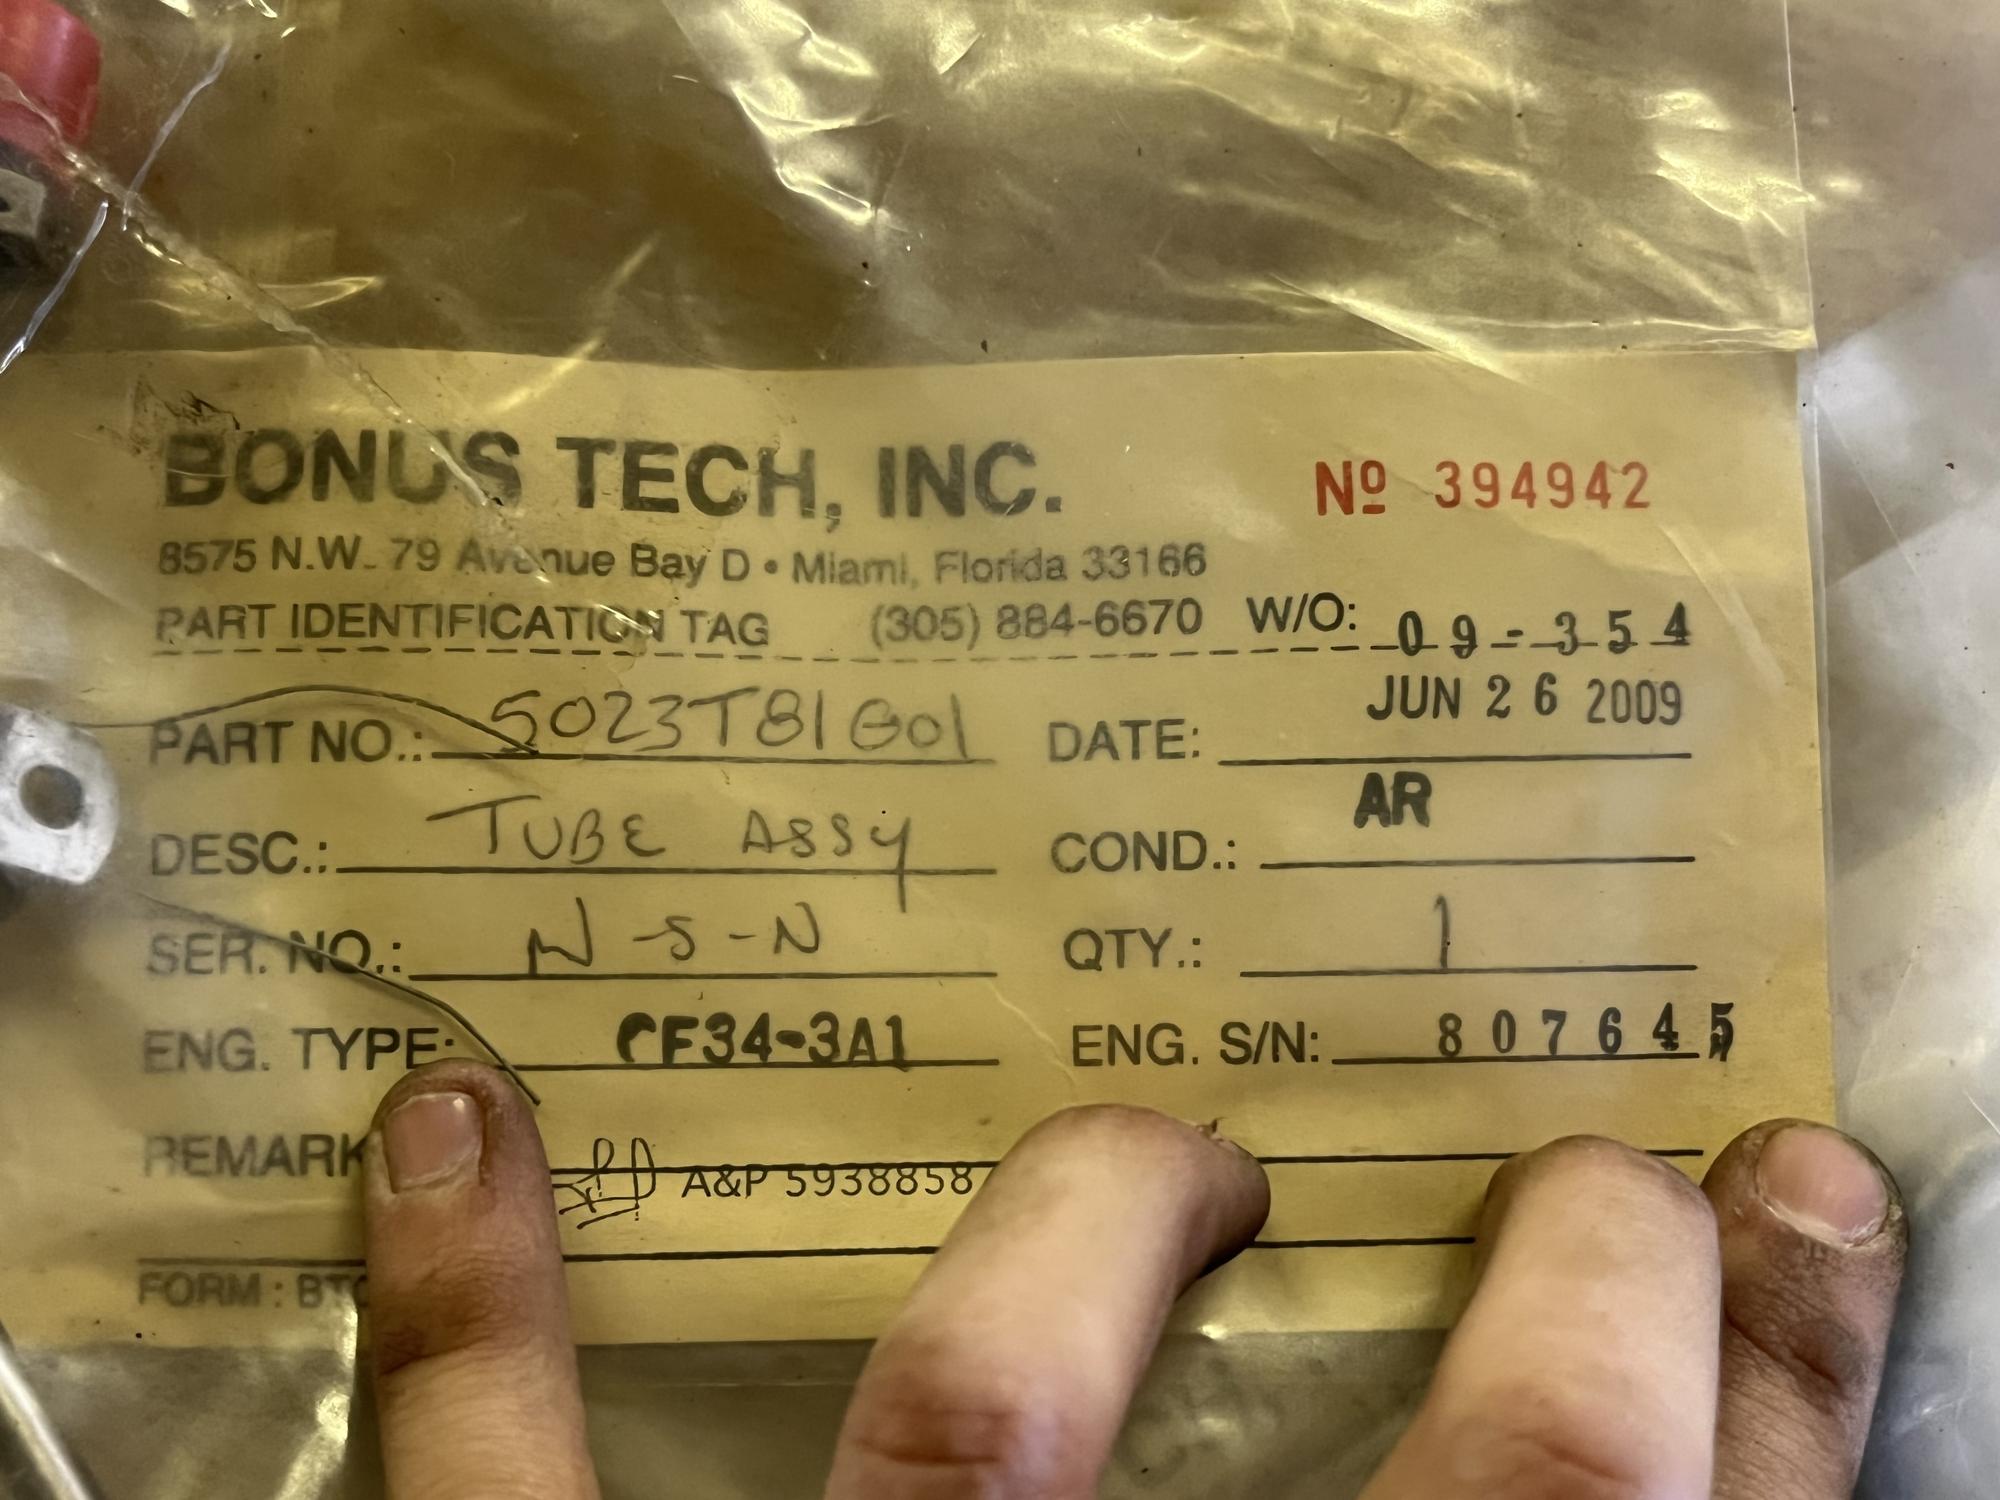 BONUS TECH, INC. Nº 394942
8575 N.W. 79 Avenue Bay D • Miami, Florida 33166
PART IDENTIFICATION TAG (305) 884-6670 W/O: 09-354
PART NO.: 5023T81G01 DATE: JUN 26 2009
DESC.: TUBE ASSY COND.: AR
SER. NO.: N-S-N QTY.: 1
ENG. TYPE: CF34-3A1 ENG. S/N: 807645
REMARK A&P 5938858
FORM: BTC